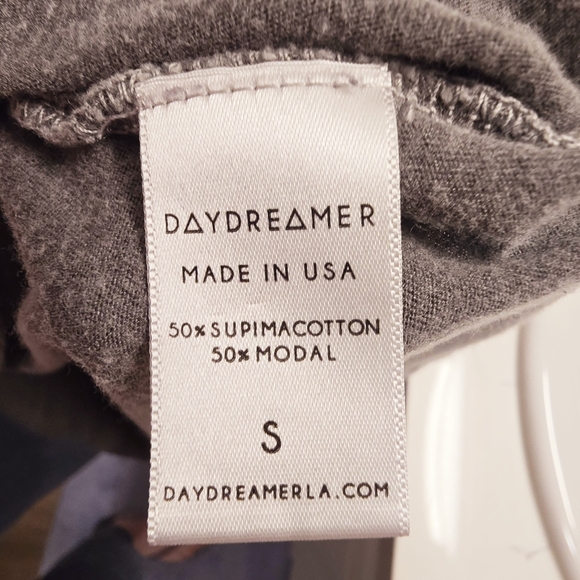 DAYDREAMER
MADE IN USA
50% SUPIMACOTTON
50% MODAL
S
DAYDREAMERLA.COM